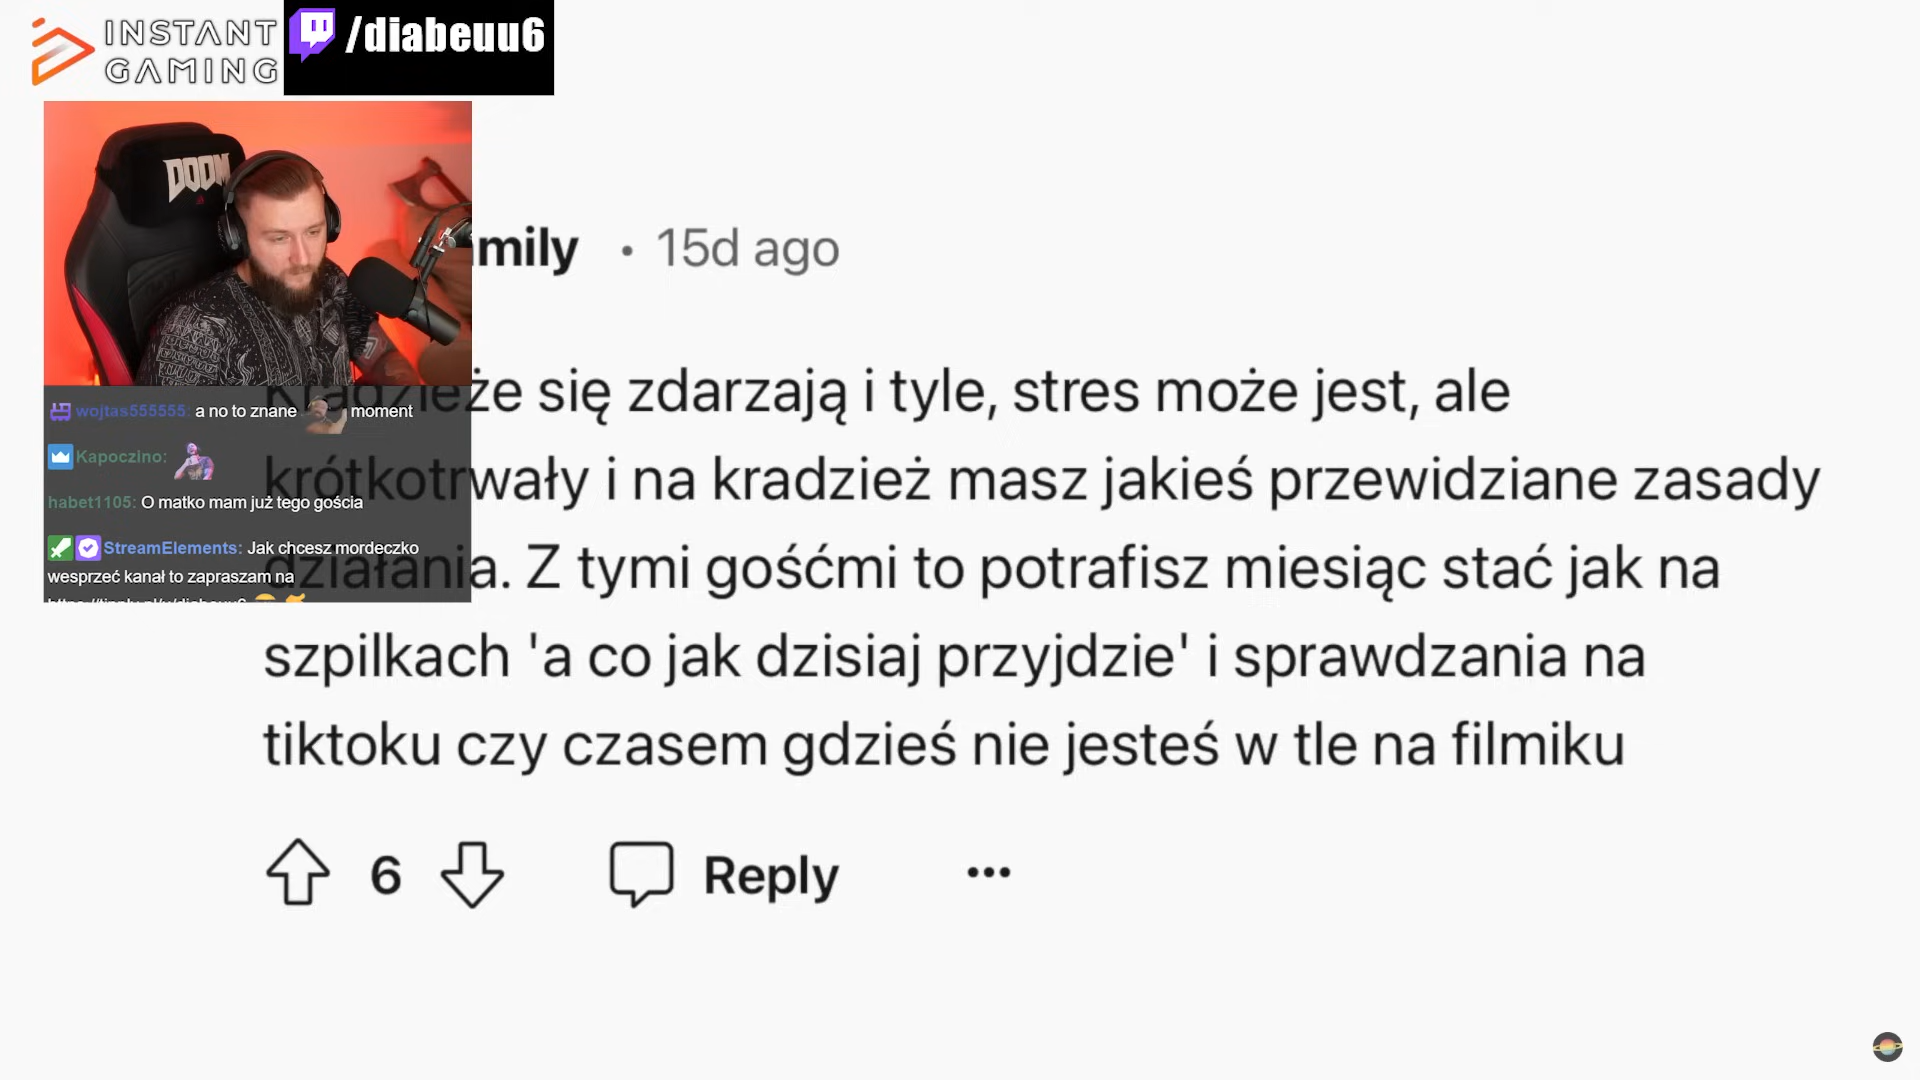 INSTANT
GAMING
/diabeuu6
DOOM
mily • 15d ago
Kradzieże się zdarzają i tyle, stres może jest, ale
krótkotrwały i na kradzież masz jakieś przewidziane zasady
działania. Z tymi gośćmi to potrafisz miesiąc stać jak na
szpilkach 'a co jak dzisiaj przyjdzie' i sprawdzania na
tiktoku czy czasem gdzieś nie jesteś w tle na filmiku
6 Reply ...
wojtas555555: a no to znane moment
Kapoczino:
habet1105: O matko mam już tego gościa
StreamElements: Jak chcesz mordeczko
wesprzeć kanał to zapraszam na